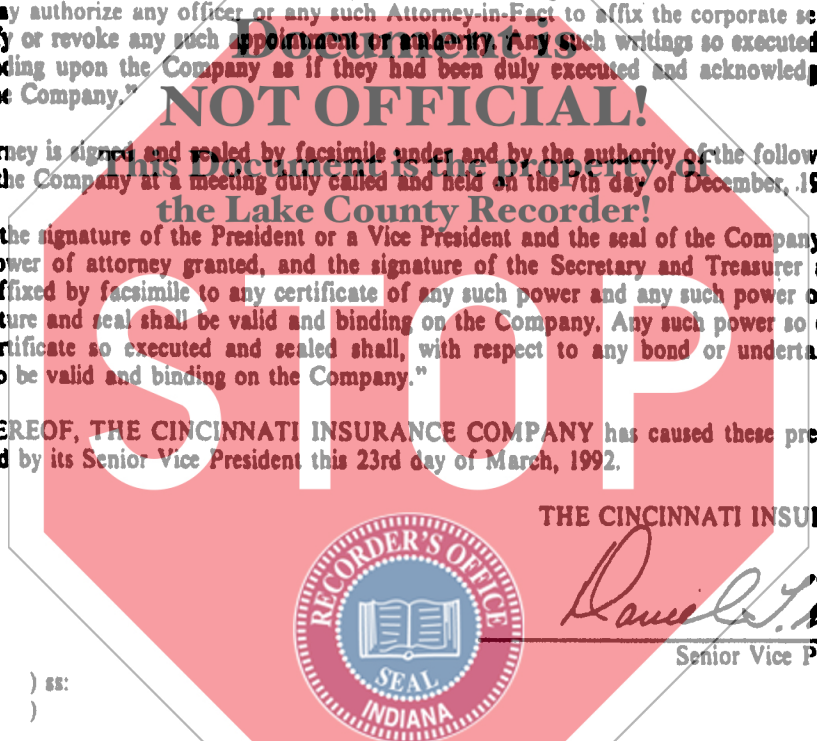 ay authorize any officer or any such Attorney-in-Fact to affix the corporate se
y or revoke any such appointment or authority. Any such writings so executed
Document is
ding upon the Company as if they had been duly executed and acknowledg
e Company."
NOT OFFICIAL!
ney is signed and sealed by facsimile under and by the authority of the follow
This Document is the property of
he Company at a meeting duly called and held on the 7th day of December, 19
the Lake County Recorder!
the signature of the President or a Vice President and the seal of the Company
ower of attorney granted, and the signature of the Secretary and Treasurer a
ffixed by facsimile to any certificate of any such power and any such power o
ture and seal shall be valid and binding on the Company. Any such power so
rtificate so executed and sealed shall, with respect to any bond or underta
o be valid and binding on the Company."
STOP
EREOF, THE CINCINNATI INSURANCE COMPANY has caused these pre
d by its Senior Vice President this 23rd day of March, 1992.
THE CINCINNATI INSU
RECORDER'S OFFICE
Daniel T.
Senior Vice P
SEAL
INDIANA
) ss:
)